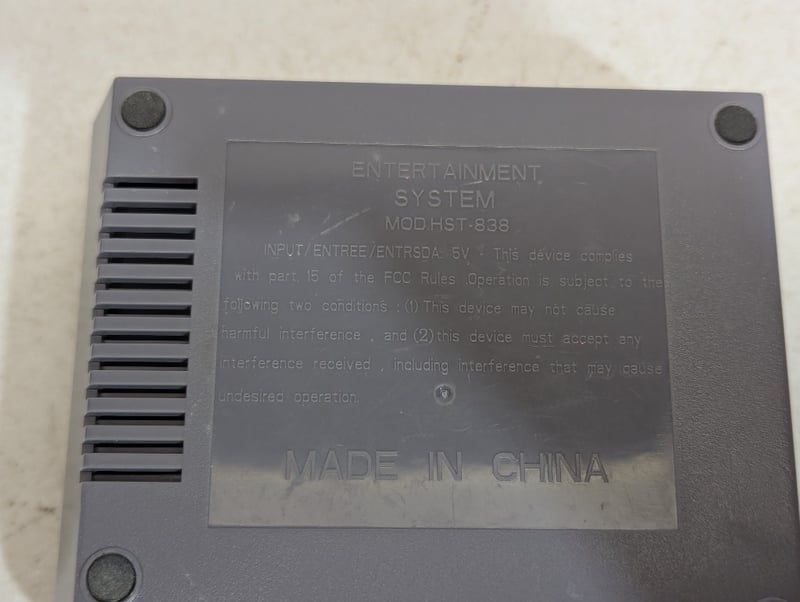 ENTERTAINMENT
SYSTEM
MOD.HST-838
INPUT/ENTREE/ENTRSDA: 5V - This device complies
with part 15 of the FCC Rules .Operation is subject to the
following two conditions : (1) This device may not cause
harmful interference , and (2)this device must accept any
interference received , including interference that may cause
undesired operation.
MADE IN CHINA